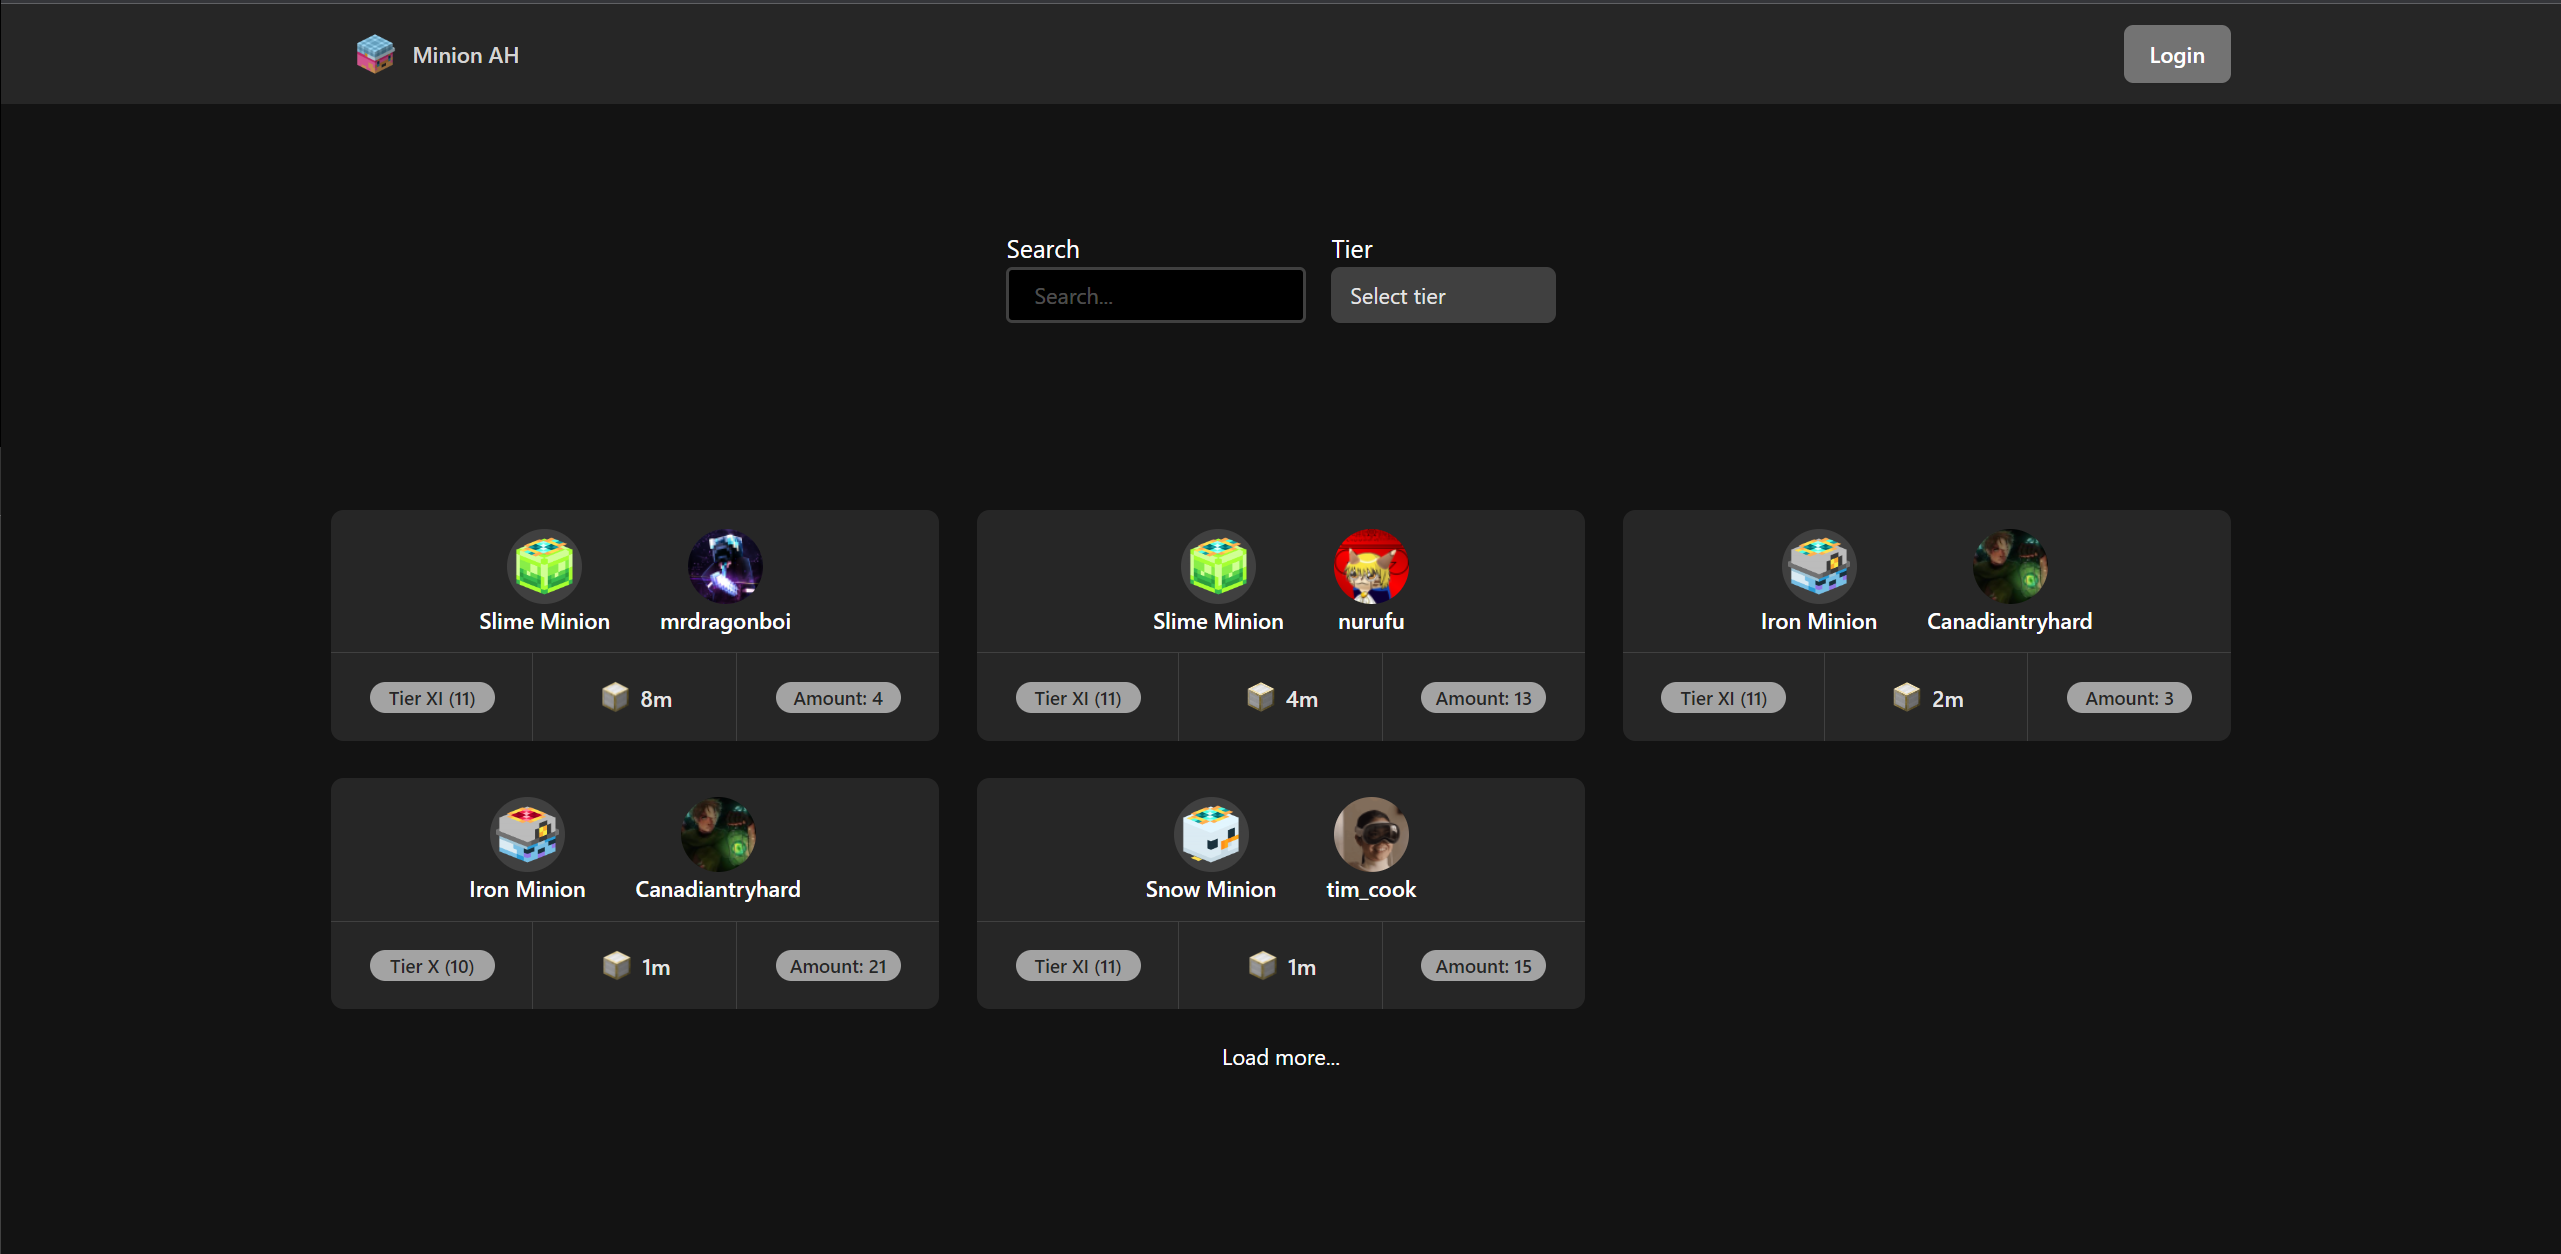 Minion AH
Login
Search
Tier
Search...
Select tier
Slime Minion
mrdragonboi
Tier XI (11)
8m
Amount: 4
Slime Minion
nurufu
Tier XI (11)
4m
Amount: 13
Iron Minion
Canadiantryhard
Tier XI (11)
2m
Amount: 3
Iron Minion
Canadiantryhard
Tier X (10)
1m
Amount: 21
Snow Minion
tim_cook
Tier XI (11)
1m
Amount: 15
Load more...